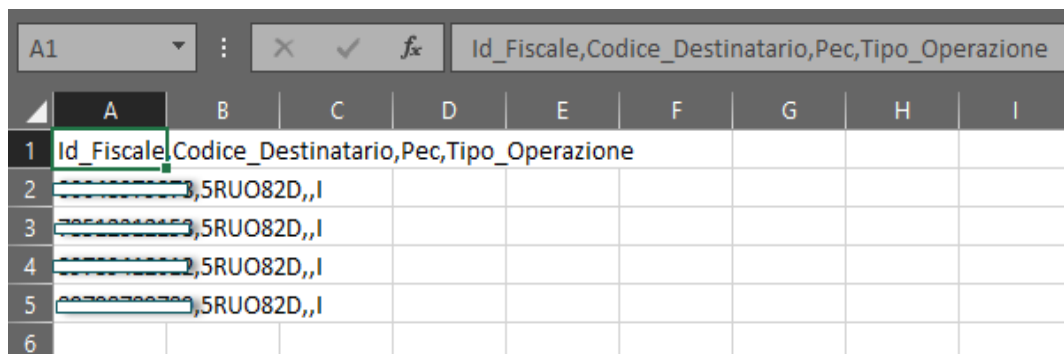 A1 Id_Fiscale,Codice_Destinatario,Pec,Tipo_Operazione
A B C D E F G H I
1 Id_Fiscale,Codice_Destinatario,Pec,Tipo_Operazione
2 ,5RUO82D,,I
3 ,5RUO82D,,I
4 ,5RUO82D,,I
5 ,5RUO82D,,I
6